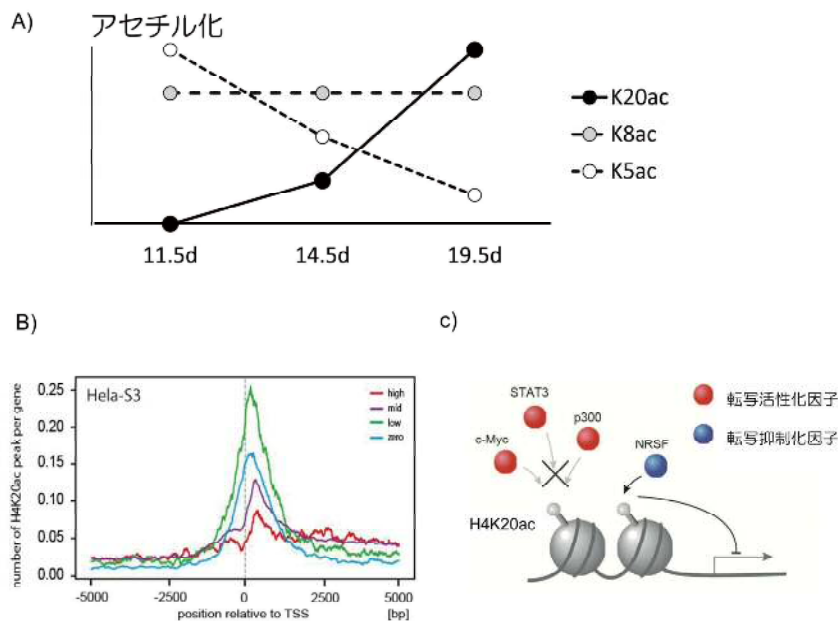 A)
アセチル化
K20ac
K8ac
K5ac
11.5d 14.5d 19.5d
B)
Hela-S3
high
mid
low
zero
number of H4K20ac peak per gene
0.25
0.20
0.15
0.10
0.05
0.00
-5000 -2500 0 2500 5000
position relative to TSS [bp]
c)
STAT3
p300
c-Myc
NRSF
転写活性化因子
転写抑制化因子
H4K20ac